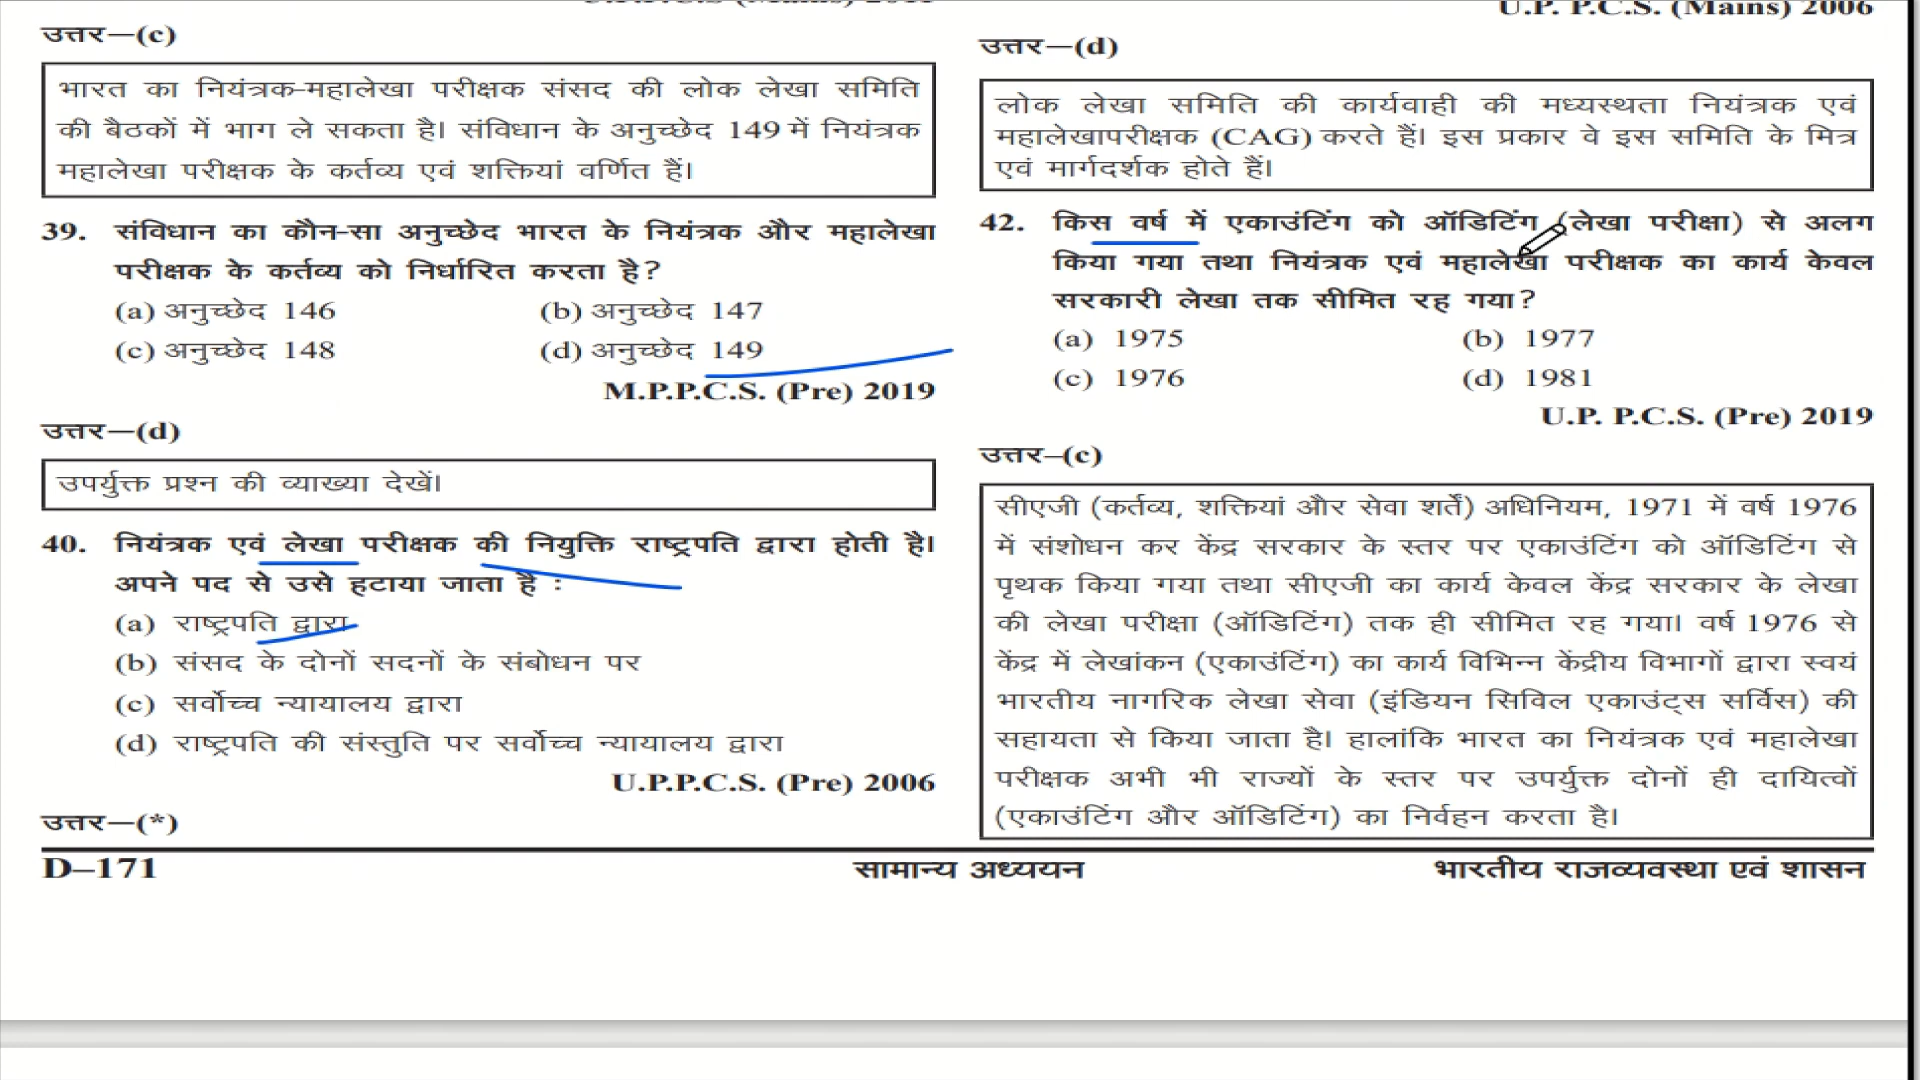 उत्तर—(c)
भारत का नियंत्रक-महालेखा परीक्षक संसद की लोक लेखा समिति
की बैठकों में भाग ले सकता है। संविधान के अनुच्छेद 149 में नियंत्रक
महालेखा परीक्षक के कर्तव्य एवं शक्तियां वर्णित हैं।
39. संविधान का कौन-सा अनुच्छेद भारत के नियंत्रक और महालेखा
परीक्षक के कर्तव्य को निर्धारित करता है?
(a) अनुच्छेद 146 (b) अनुच्छेद 147
(c) अनुच्छेद 148 (d) अनुच्छेद 149
M.P.P.C.S. (Pre) 2019
उत्तर—(d)
उपर्युक्त प्रश्न की व्याख्या देखें।
40. नियंत्रक एवं लेखा परीक्षक की नियुक्ति राष्ट्रपति द्वारा होती है।
अपने पद से उसे हटाया जाता है :
(a) राष्ट्रपति द्वारा
(b) संसद के दोनों सदनों के संबोधन पर
(c) सर्वोच्च न्यायालय द्वारा
(d) राष्ट्रपति की संस्तुति पर सर्वोच्च न्यायालय द्वारा
U.P.P.C.S. (Pre) 2006
उत्तर—(*)
U.P. P.C.S. (Mains) 2006
उत्तर—(d)
लोक लेखा समिति की कार्यवाही की मध्यस्थता नियंत्रक एवं
महालेखापरीक्षक (CAG) करते हैं। इस प्रकार वे इस समिति के मित्र
एवं मार्गदर्शक होते हैं।
42. किस वर्ष में एकाउंटिंग को ऑडिटिंग (लेखा परीक्षा) से अलग
किया गया तथा नियंत्रक एवं महालेखा परीक्षक का कार्य केवल
सरकारी लेखा तक सीमित रह गया?
(a) 1975 (b) 1977
(c) 1976 (d) 1981
U.P. P.C.S. (Pre) 2019
उत्तर–(c)
सीएजी (कर्तव्य, शक्तियां और सेवा शर्तें) अधिनियम, 1971 में वर्ष 1976
में संशोधन कर केंद्र सरकार के स्तर पर एकाउंटिंग को ऑडिटिंग से
पृथक किया गया तथा सीएजी का कार्य केवल केंद्र सरकार के लेखा
की लेखा परीक्षा (ऑडिटिंग) तक ही सीमित रह गया। वर्ष 1976 से
केंद्र में लेखांकन (एकाउंटिंग) का कार्य विभिन्न केंद्रीय विभागों द्वारा स्वयं
भारतीय नागरिक लेखा सेवा (इंडियन सिविल एकाउंट्स सर्विस) की
सहायता से किया जाता है। हालांकि भारत का नियंत्रक एवं महालेखा
परीक्षक अभी भी राज्यों के स्तर पर उपर्युक्त दोनों ही दायित्वों
(एकाउंटिंग और ऑडिटिंग) का निर्वहन करता है।
D–171 सामान्य अध्ययन भारतीय राजव्यवस्था एवं शासन